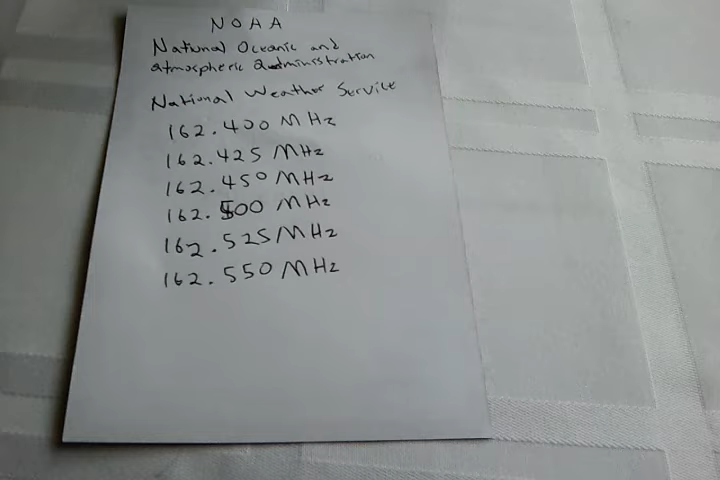 NOAA
National Oceanic and
atmospheric administration
National Weather Service
162.400 MHz
162.425 MHz
162.450 MHz
162.500 MHz
162.525 MHz
162.550 MHz